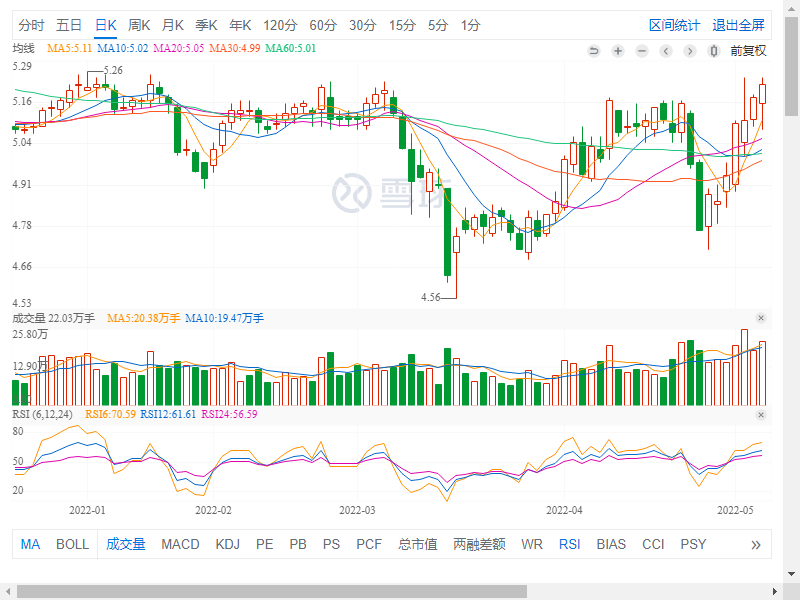 分时 五日 日K 周K 月K 季K 年K 120分 60分 30分 15分 5分 1分 区间统计 退出全屏
均线 MA5:5.11 MA10:5.02 MA20:5.05 MA30:4.99 MA60:5.01 前复权
5.29
5.26
5.16
5.04
4.91
雪球
4.78
4.66
4.56
4.53
成交量 22.03万手 MA5:20.38万手 MA10:19.47万手
25.80万
12.90万
RSI (6,12,24) RSI6:70.59 RSI12:61.61 RSI24:56.59
80
50
20
2022-01 2022-02 2022-03 2022-04 2022-05
MA BOLL 成交量 MACD KDJ PE PB PS PCF 总市值 两融差额 WR RSI BIAS CCI PSY »